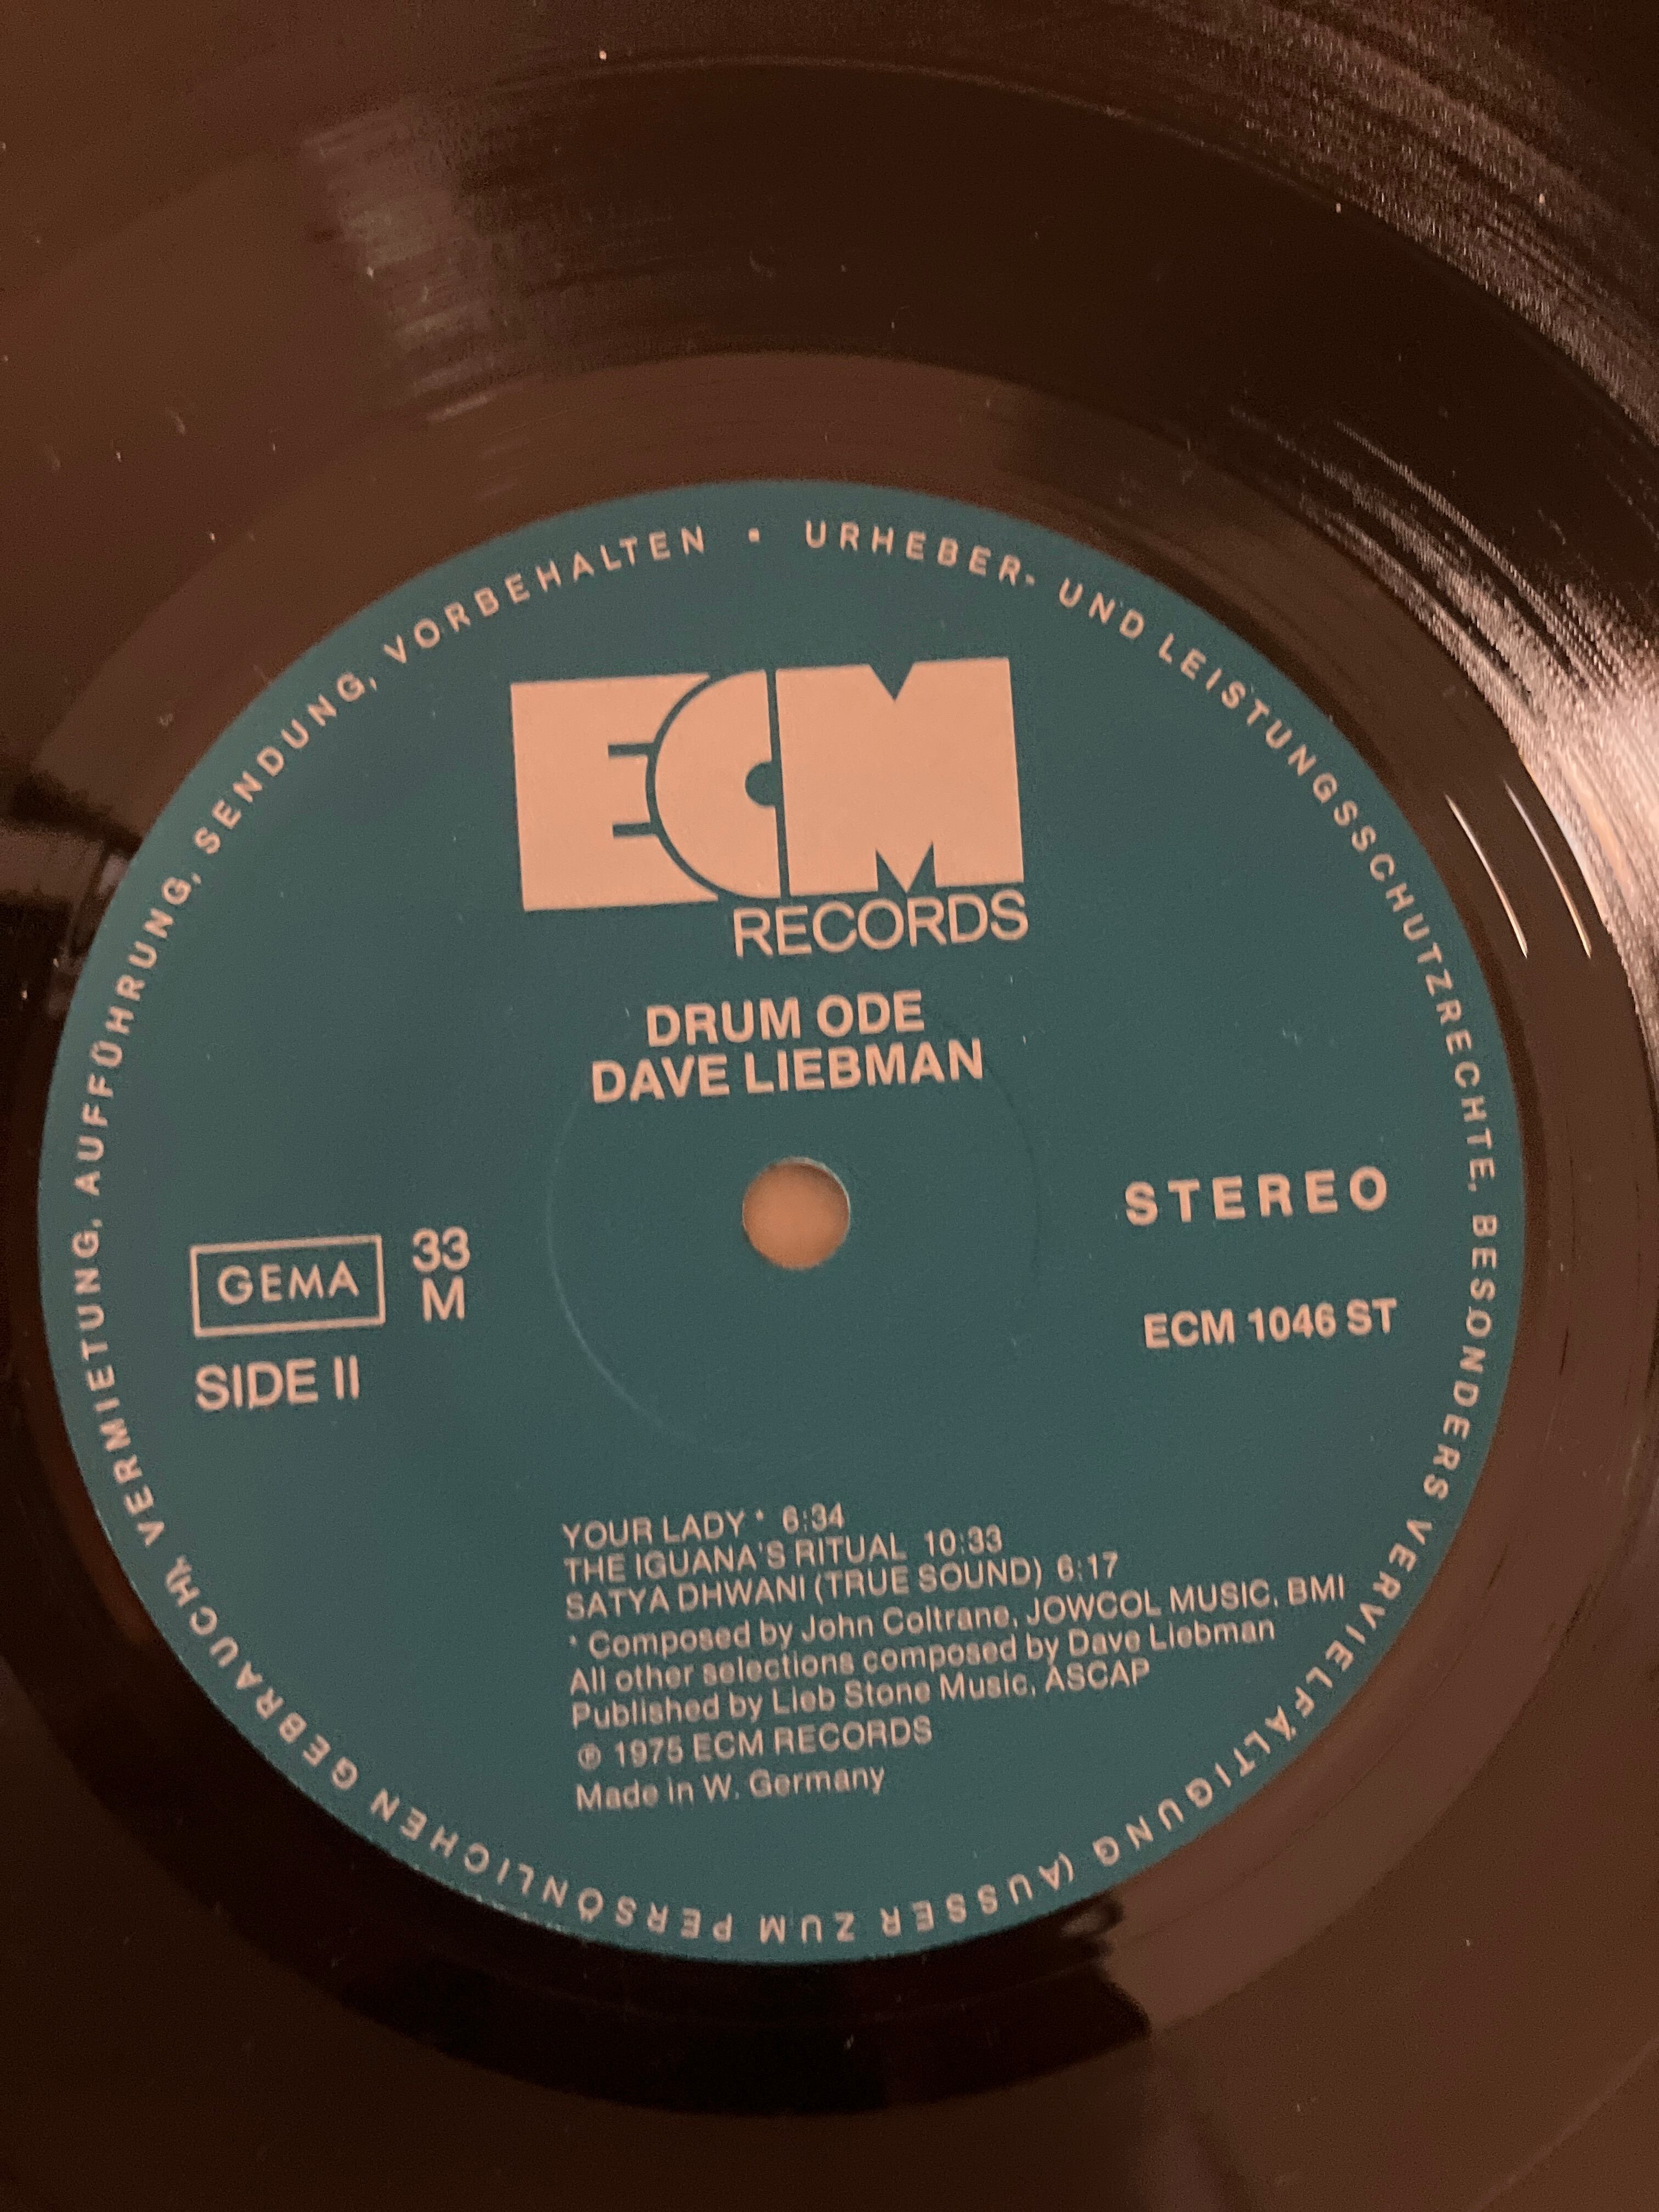 URHEBER- UND LEISTUNGSSCHUTZRECHTE, BESONDERS VERVIELFÄLTIGUNG (AUSSER ZUM PERSÖNLICHEN GEBRAUCH), VERMIETUNG, AUFFÜHRUNG, SENDUNG, VORBEHALTEN •
ECM
RECORDS
DRUM ODE
DAVE LIEBMAN
STEREO
GEMA
33
M
ECM 1046 ST
SIDE II
YOUR LADY * 6:34
THE IGUANA'S RITUAL 10:33
SATYA DHWANI (TRUE SOUND) 6:17
* Composed by John Coltrane, JOWCOL MUSIC, BMI
All other selections composed by Dave Liebman
Published by Lieb Stone Music, ASCAP
℗ 1975 ECM RECORDS
Made in W. Germany